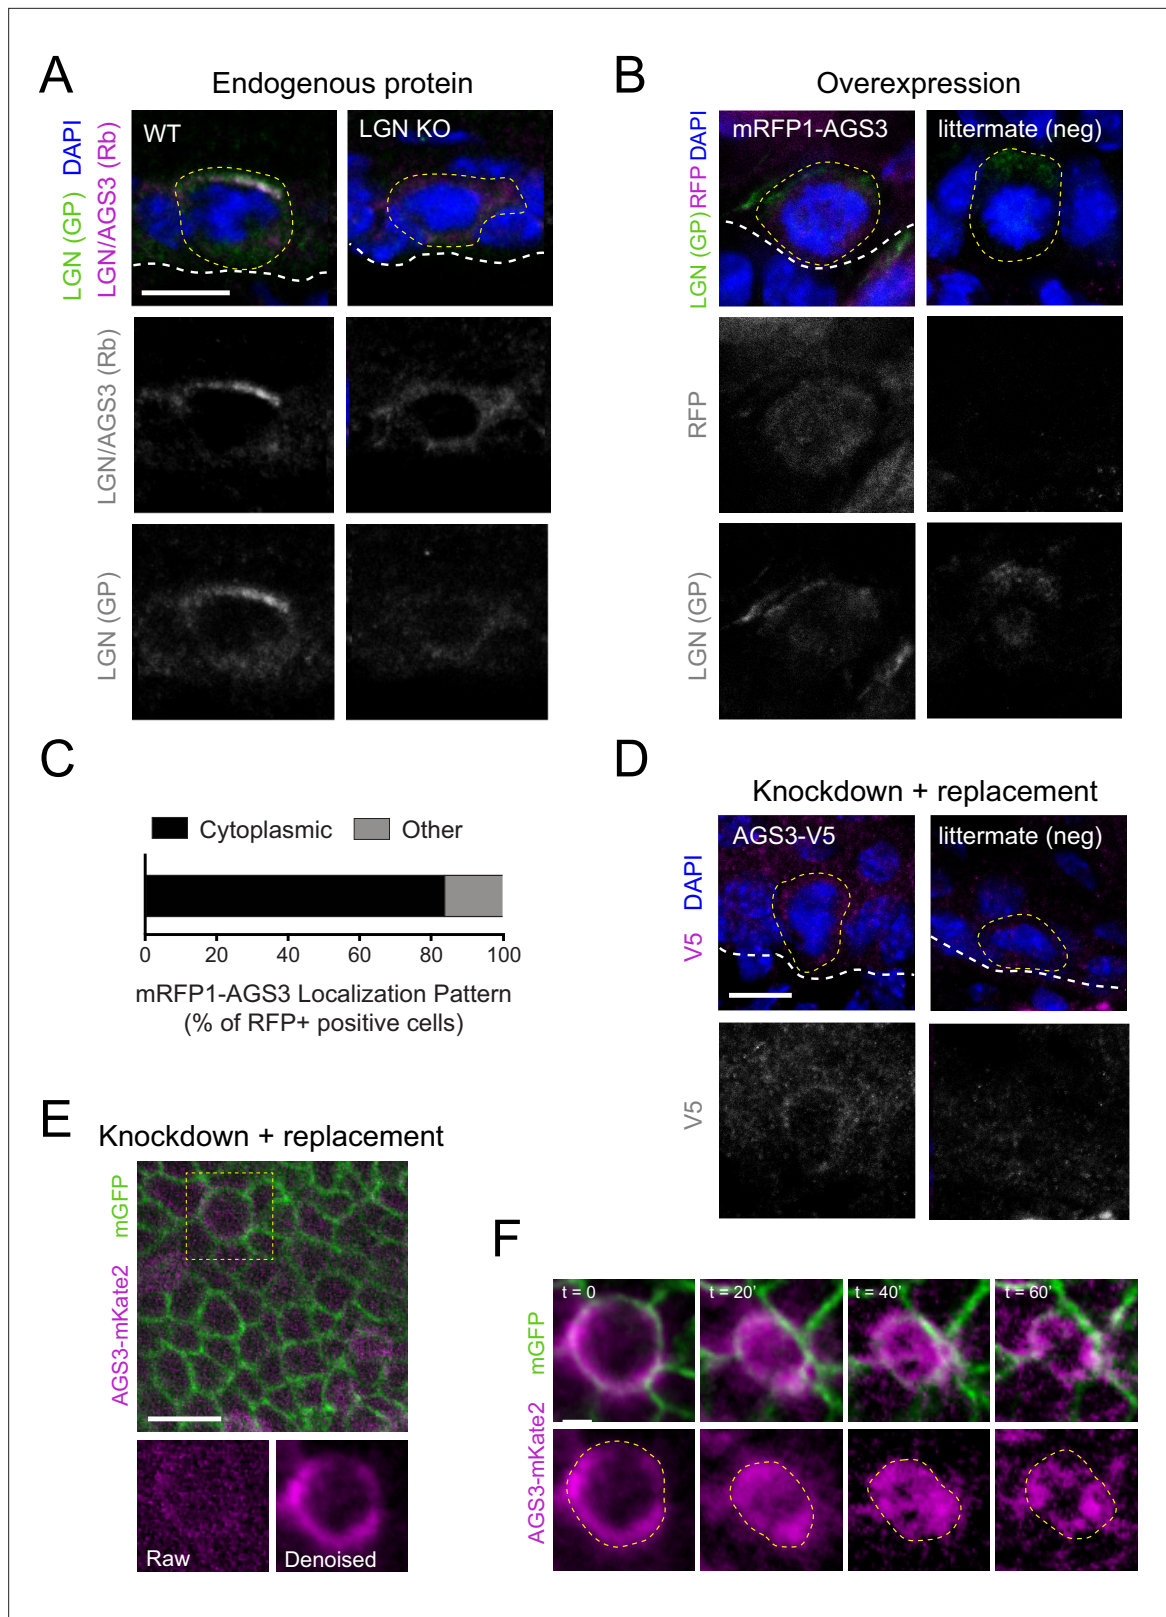 A
Endogenous protein
LGN (GP) DAPI
LGN/AGS3 (Rb)
WT
LGN KO
LGN/AGS3 (Rb)
LGN (GP)
B
Overexpression
LGN (GP) RFP DAPI
mRFP1-AGS3
littermate (neg)
RFP
LGN (GP)
C
Cytoplasmic
Other
0 20 40 60 80 100
mRFP1-AGS3 Localization Pattern
(% of RFP+ positive cells)
D
Knockdown + replacement
V5 DAPI
AGS3-V5
littermate (neg)
V5
E
Knockdown + replacement
AGS3-mKate2 mGFP
Raw
Denoised
F
AGS3-mKate2 mGFP
t = 0
t = 20'
t = 40'
t = 60'